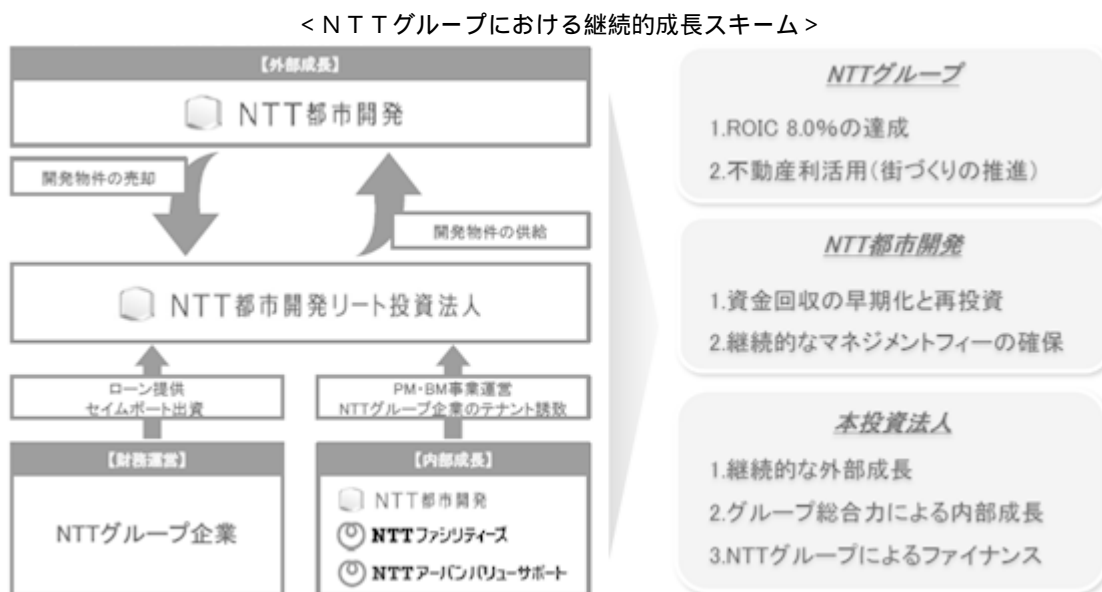 <ＮＴＴグループにおける継続的成長スキーム>
【外部成長】
NTT都市開発
開発物件の売却
開発物件の供給
NTT都市開発リート投資法人
ローン提供
セイムボート出資
PM・BM事業運営
NTTグループ企業のテナント誘致
【財務運営】
NTTグループ企業
【内部成長】
NTT都市開発
NTTファシリティーズ
NTTアーバンバリューサポート
NTTグループ
1.ROIC 8.0%の達成
2.不動産利活用(街づくりの推進)
NTT都市開発
1.資金回収の早期化と再投資
2.継続的なマネジメントフィーの確保
本投資法人
1.継続的な外部成長
2.グループ総合力による内部成長
3.NTTグループによるファイナンス